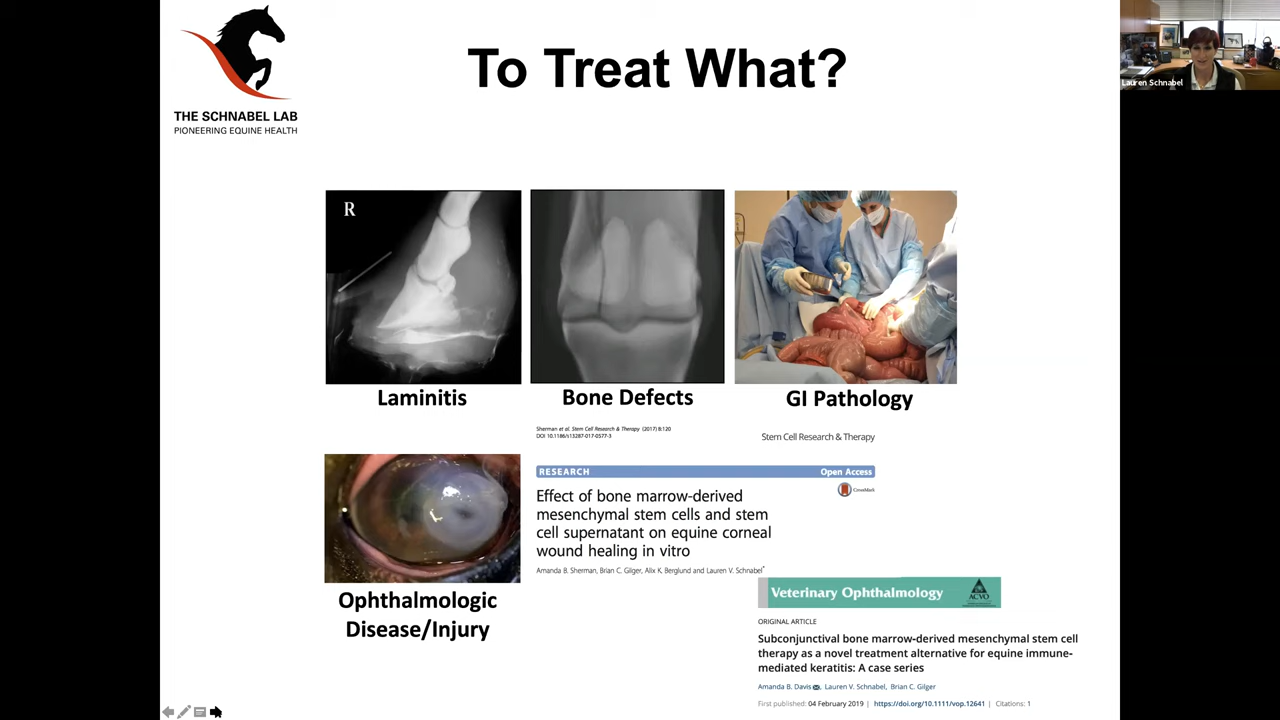 To Treat What?
THE SCHNABEL LAB
PIONEERING EQUINE HEALTH
Lauren Schnabel
R
Laminitis
Bone Defects
GI Pathology
Sherman et al. Stem Cell Research & Therapy (2017) 8:120
DOI 10.1186/s13287-017-0577-3
Stem Cell Research & Therapy
RESEARCH
Open Access
CrossMark
Effect of bone marrow-derived
mesenchymal stem cells and stem
cell supernatant on equine corneal
wound healing in vitro
Amanda B. Sherman, Brian C. Gilger, Alix K. Berglund and Lauren V. Schnabel*
Ophthalmologic
Disease/Injury
Veterinary Ophthalmology
ACVO
ORIGINAL ARTICLE
Subconjunctival bone marrow-derived mesenchymal stem cell
therapy as a novel treatment alternative for equine immune-
mediated keratitis: A case series
Amanda B. Davis, Lauren V. Schnabel, Brian C. Gilger
First published: 04 February 2019 | https://doi.org/10.1111/vop.12641 | Citations: 1